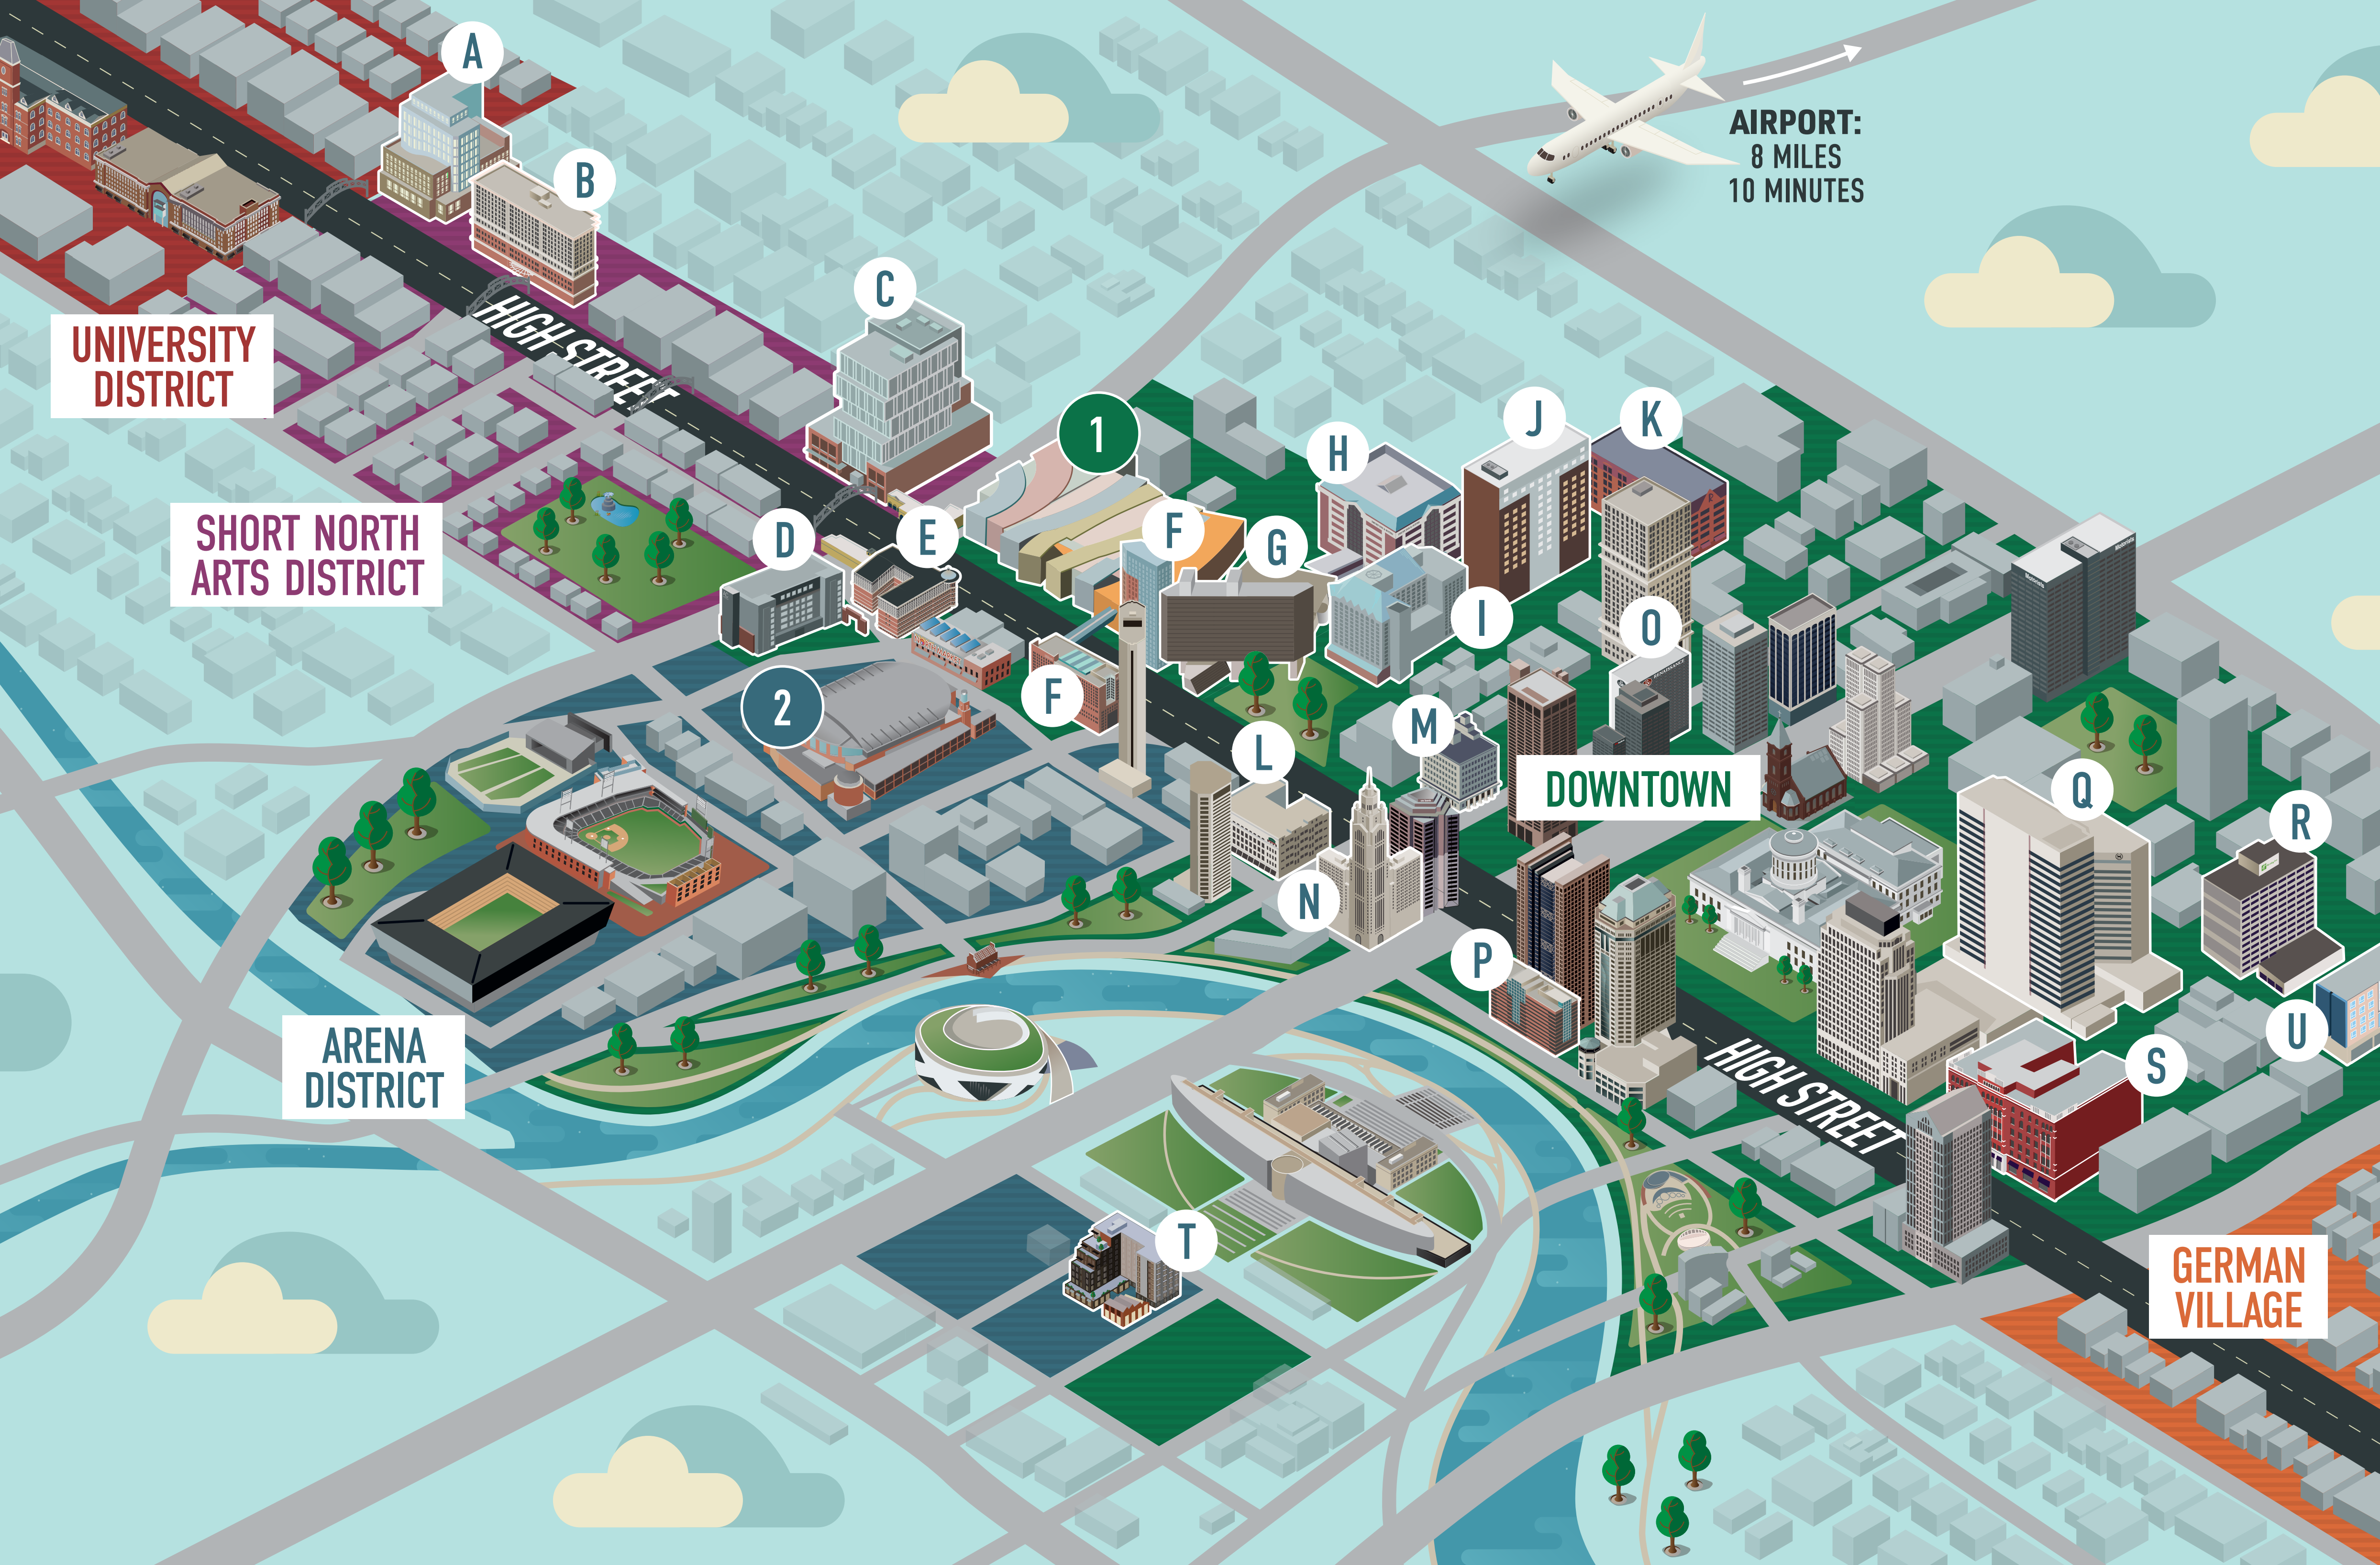 A
B
AIRPORT:
8 MILES
10 MINUTES
C
HIGH STREET
UNIVERSITY
DISTRICT
1
J
K
H
SHORT NORTH
ARTS DISTRICT
D
E
F
G
I
O
2
F
M
L
DOWNTOWN
Q
R
N
P
ARENA
DISTRICT
U
HIGH STREET
S
T
GERMAN
VILLAGE